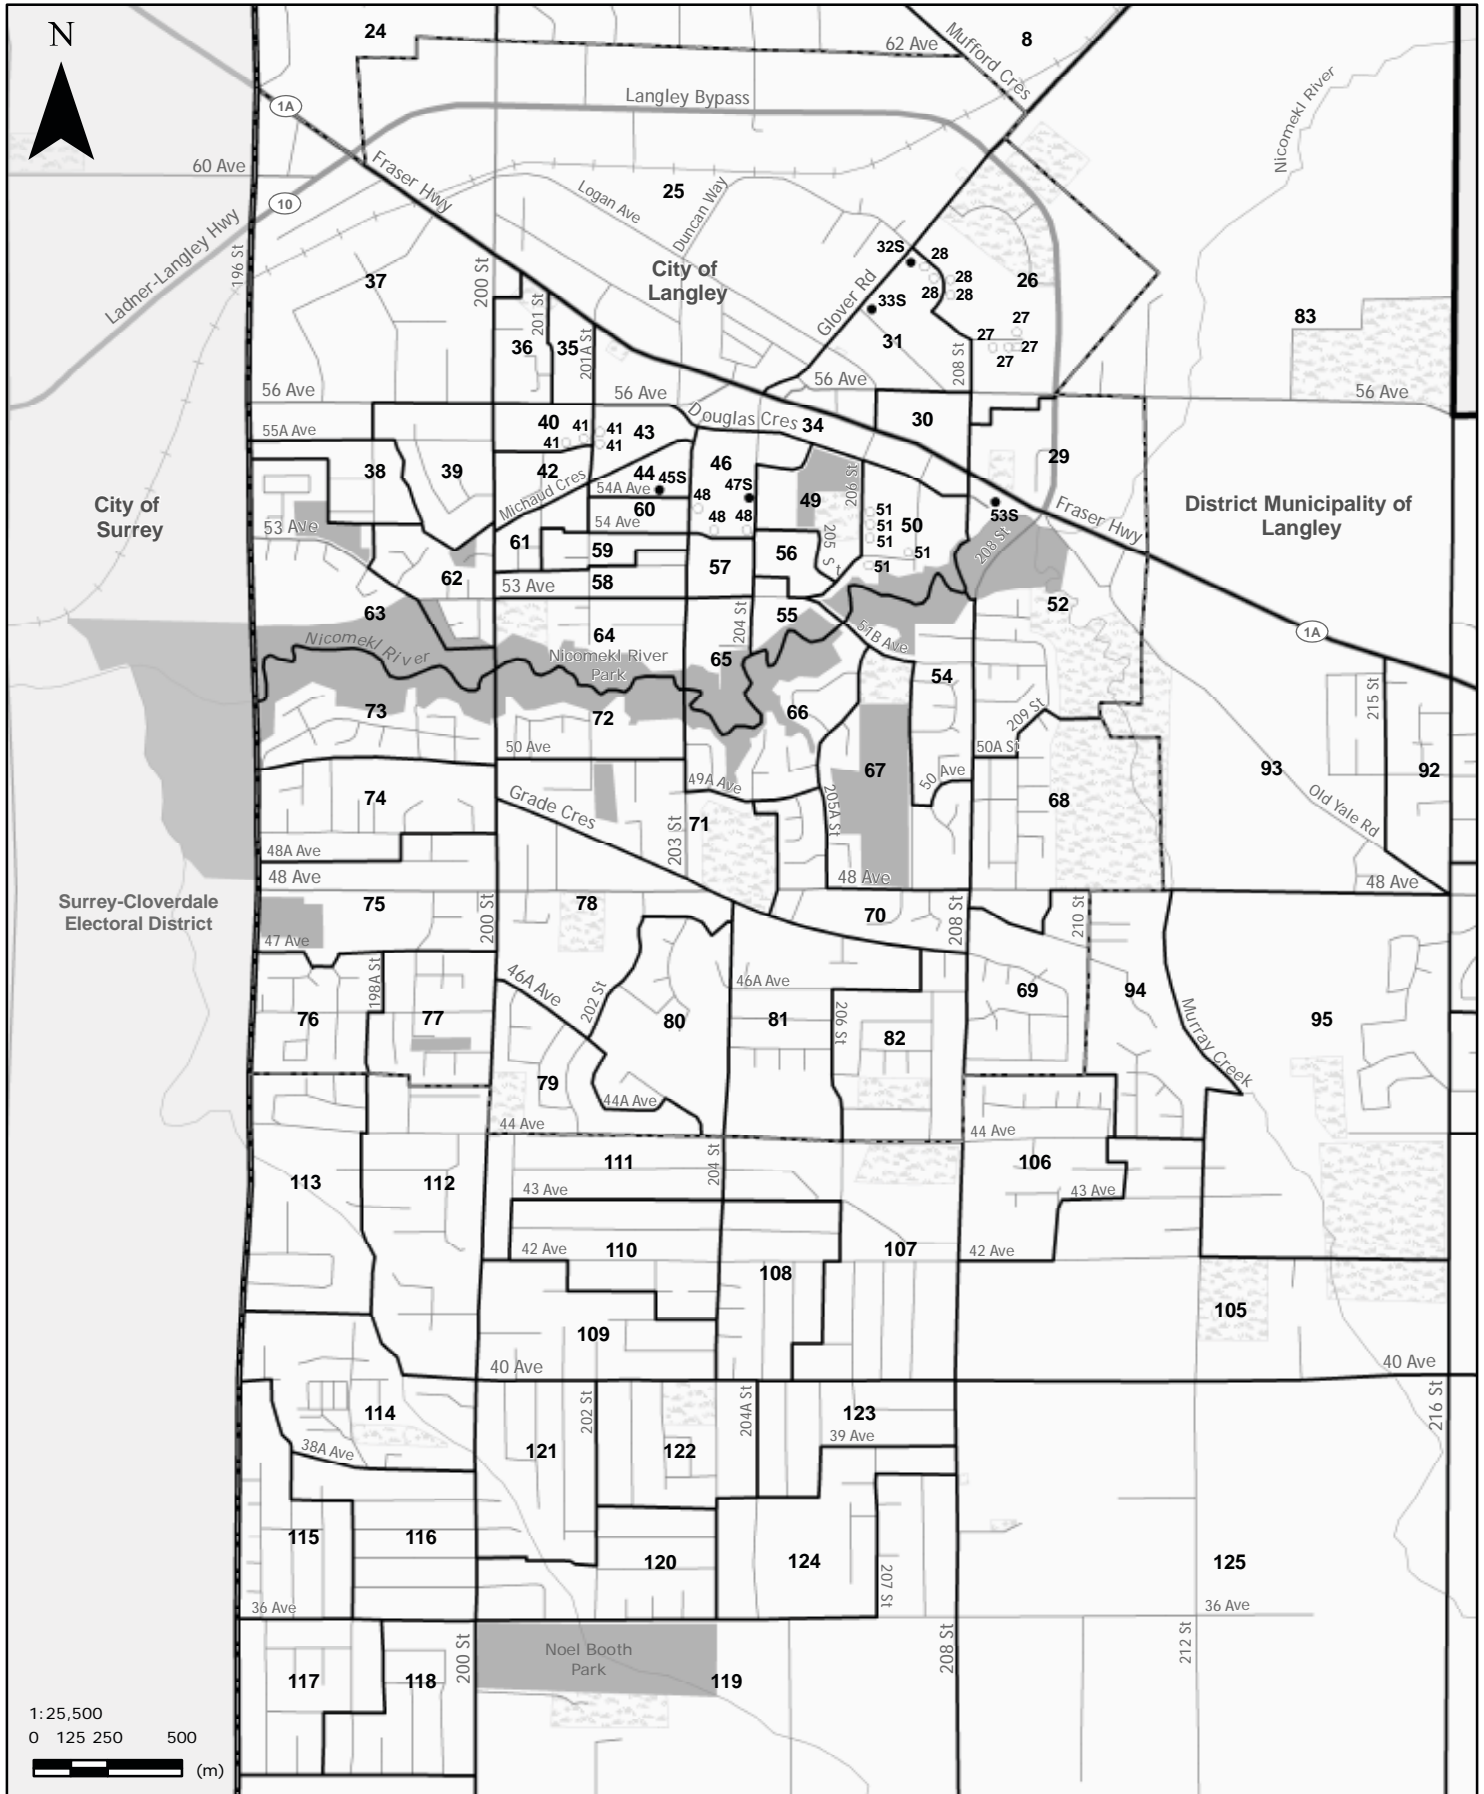 N
24
62 Ave
Mufford Cres
8
1A
Langley Bypass
Nicomekl River
60 Ave
Fraser Hwy
10
Logan Ave
25
Duncan Way
Ladner-Langley Hwy
196 St
37
200 St
City of
Langley
Glover Rd
32S
28
28
28
28
26
33S
27
27
27
27
31
83
36
201 St
35
201A St
208 St
56 Ave
56 Ave
56 Ave
56 Ave
55A Ave
40
41
41
41
41
43
Douglas Cres
34
30
38
39
42
Michaud Cres
44
45S
54A Ave
46
47S
48
48
48
49
206 St
29
City of
Surrey
53 Ave
60
54 Ave
51
51
51
51
51
50
53S
Fraser Hwy
District Municipality of
Langley
61
59
57
56
205 St
208 St
62
53 Ave
58
63
64
204 St
55
52
51B Ave
1A
Nicomekl River
Nicomekl River
Park
65
54
73
72
66
209 St
215 St
50 Ave
50A St
67
93
92
74
49A Ave
50 Ave
68
Grade Cres
205A St
71
Old Yale Rd
203 St
48A Ave
48 Ave
48 Ave
48 Ave
Surrey-Cloverdale
Electoral District
75
200 St
78
70
208 St
210 St
47 Ave
198A St
46A Ave
202 St
46A Ave
69
94
76
77
80
81
206 St
82
Murray Creek
95
79
44A Ave
44 Ave
44 Ave
113
112
111
204 St
106
43 Ave
43 Ave
42 Ave
110
107
42 Ave
108
105
109
40 Ave
40 Ave
114
202 St
204A St
123
216 St
38A Ave
121
122
39 Ave
115
116
120
124
207 St
125
36 Ave
36 Ave
Noel Booth
Park
200 St
208 St
212 St
117
118
119
1:25,500
0 125 250 500
(m)